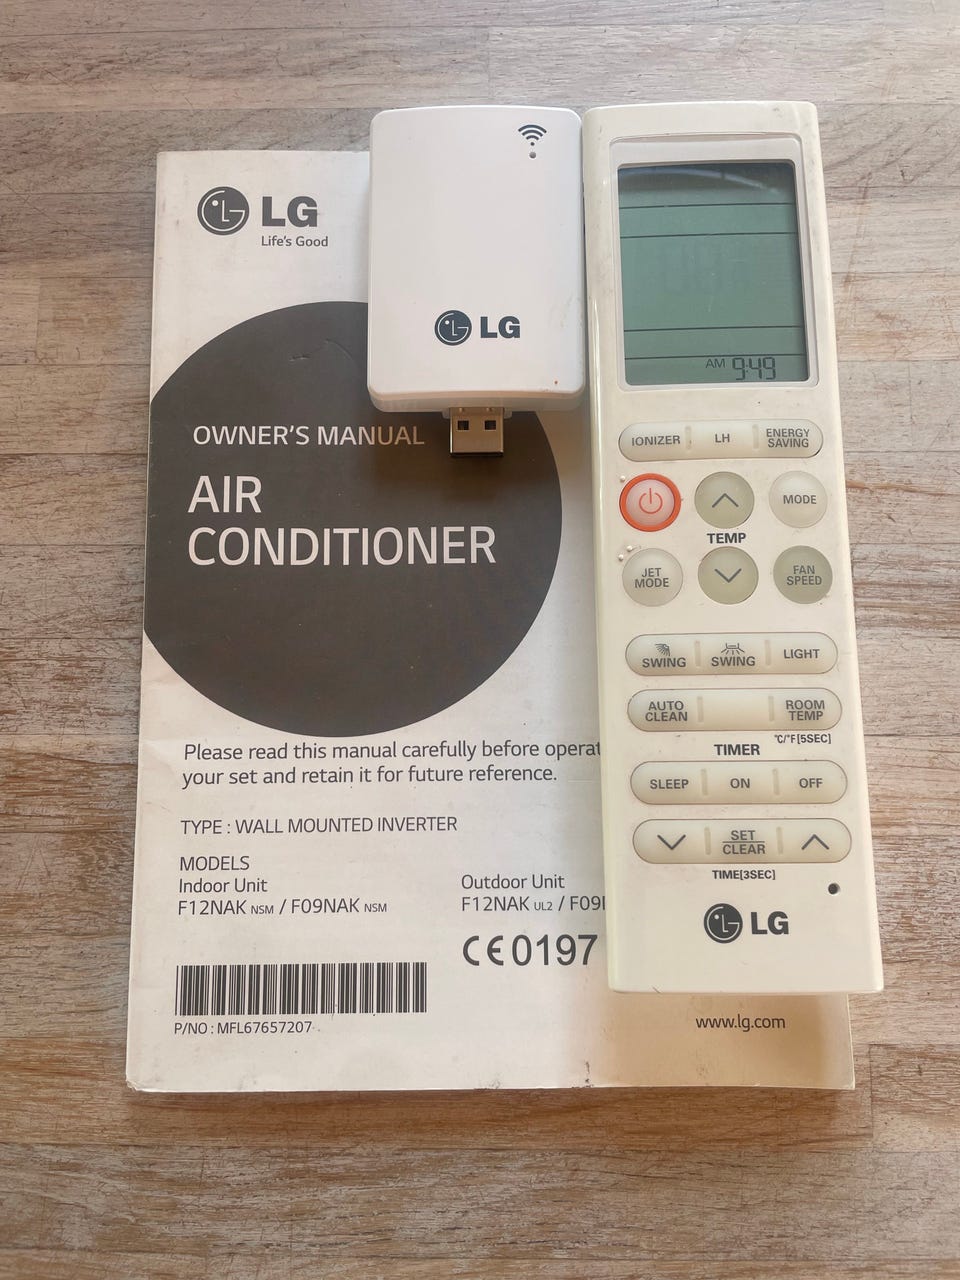 LG
Life's Good
OWNER'S MANUAL
AIR
CONDITIONER
Please read this manual carefully before operat
your set and retain it for future reference.
TYPE : WALL MOUNTED INVERTER
MODELS
Indoor Unit
F12NAK NSM / F09NAK NSM
Outdoor Unit
F12NAK UL2 / F09
CE0197
P/NO : MFL67657207
www.lg.com
LG
AM 9:49
IONIZER LH ENERGY SAVING
MODE
TEMP
JET MODE
FAN SPEED
SWING SWING LIGHT
AUTO CLEAN ROOM TEMP
°C/°F[5SEC]
TIMER
SLEEP ON OFF
SET
CLEAR
TIME[3SEC]
LG